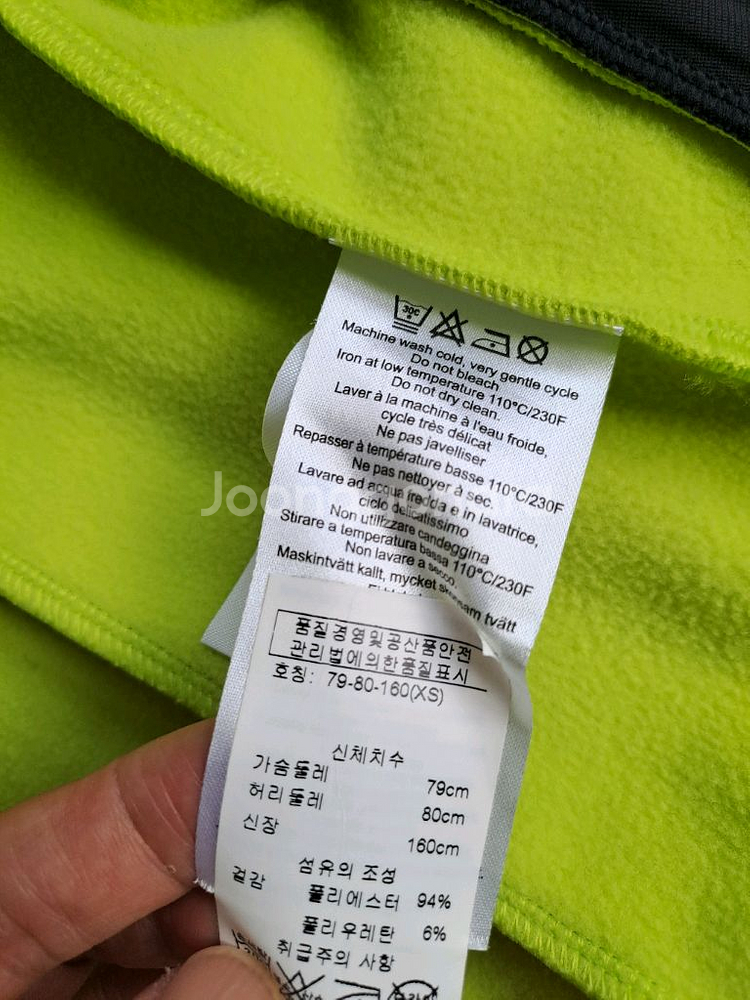 30C
Machine wash cold, very gentle cycle
Do not bleach
Iron at low temperature 110°C/230F
Do not dry clean.
Laver à la machine à l'eau froide,
cycle très délicat
Ne pas javelliser
Repasser à température basse 110°C/230F
Ne pas nettoyer à sec.
Lavare ad acqua fredda e in lavatrice,
ciclo delicatissimo
Non utilizzare candeggina
Stirare a temperatura bassa 110°C/230F
Non lavare a secco.
Maskintvätt kallt, mycket skonsam tvätt
품질경영및공산품안전
관리법에의한품질표시
호칭: 79-80-160(XS)
신체치수
가슴둘레 79cm
허리둘레 80cm
신장 160cm
섬유의 조성
겉감 폴리에스터 94%
폴리우레탄 6%
취급주의 사항